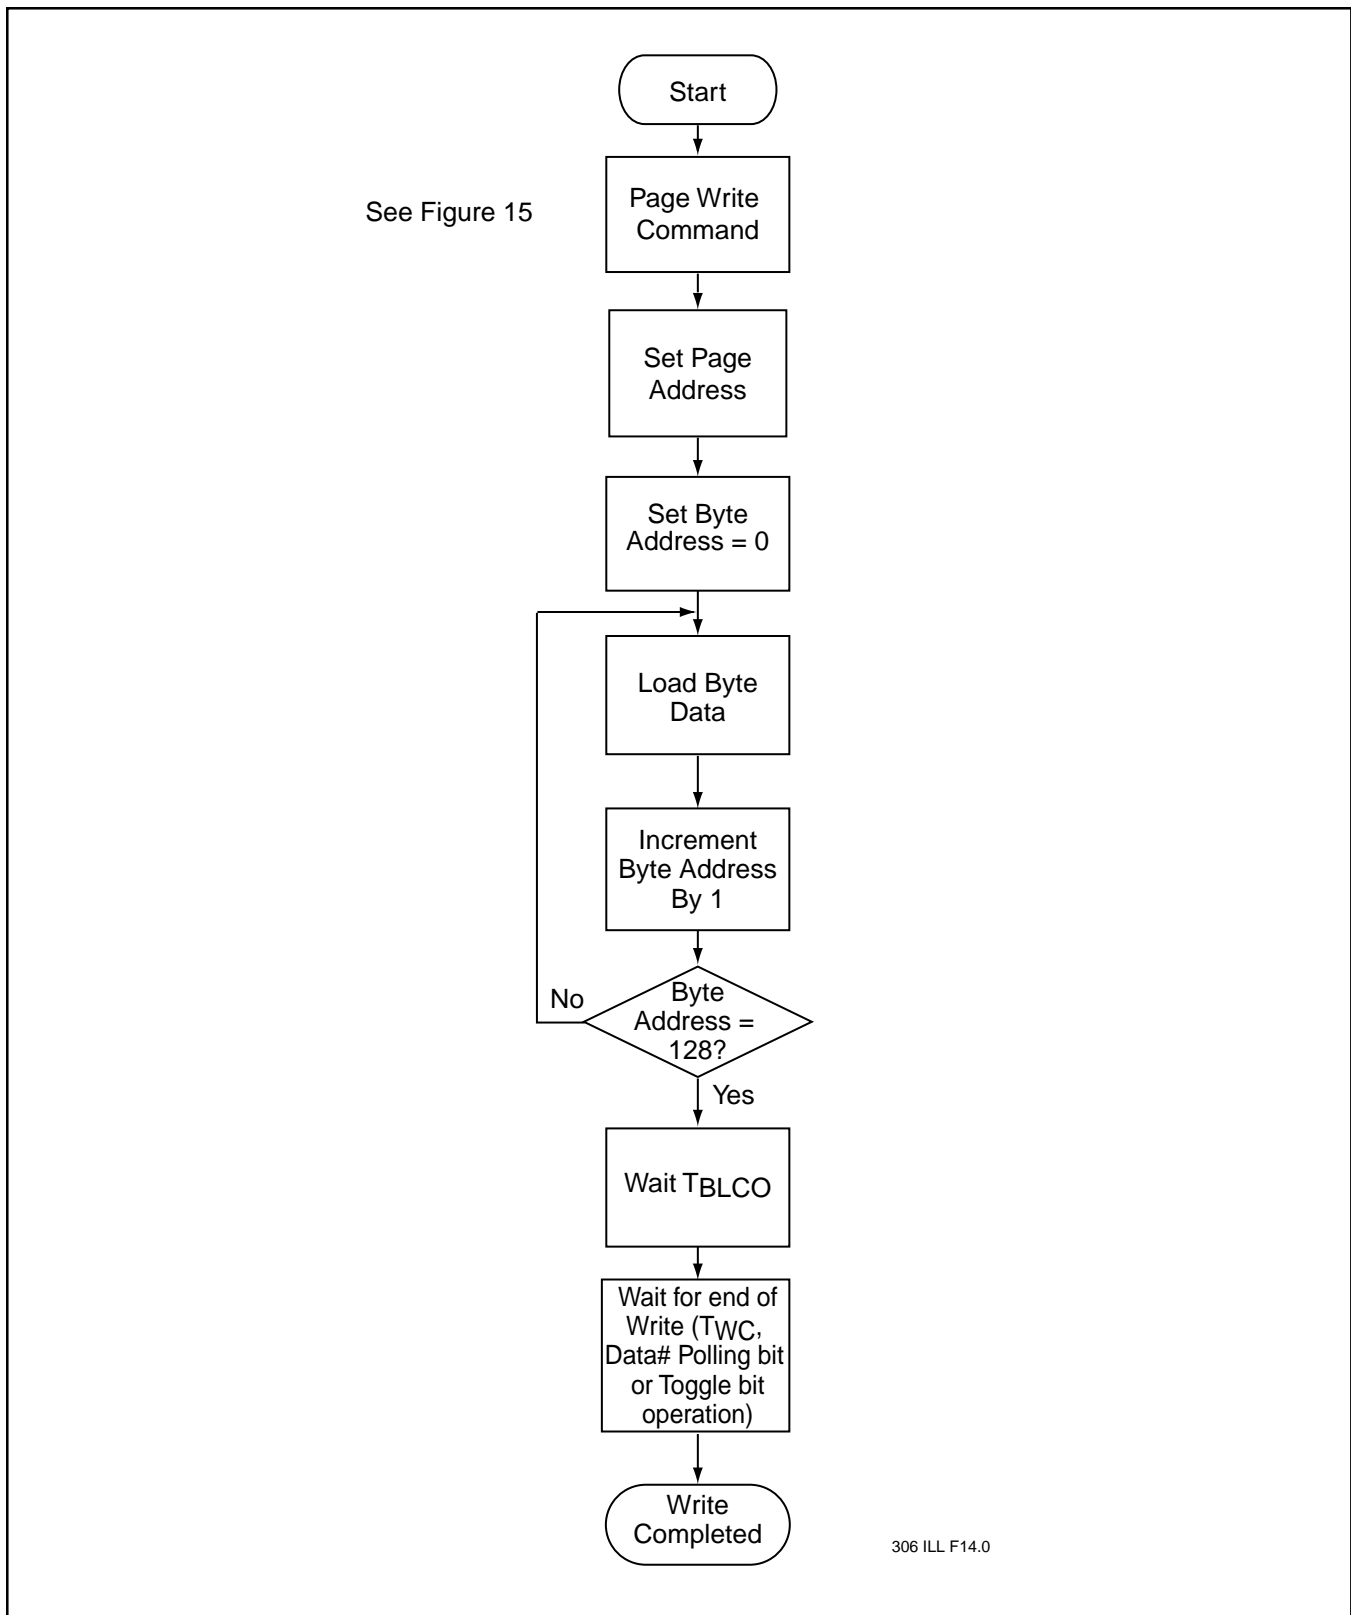 Start
See Figure 15
Page Write
Command
Set Page
Address
Set Byte
Address = 0
Load Byte
Data
Increment
Byte Address
By 1
No
Byte
Address =
128?
Yes
Wait TBLCO
Wait for end of
Write (TWC,
Data# Polling bit
or Toggle bit
operation)
Write
Completed
306 ILL F14.0